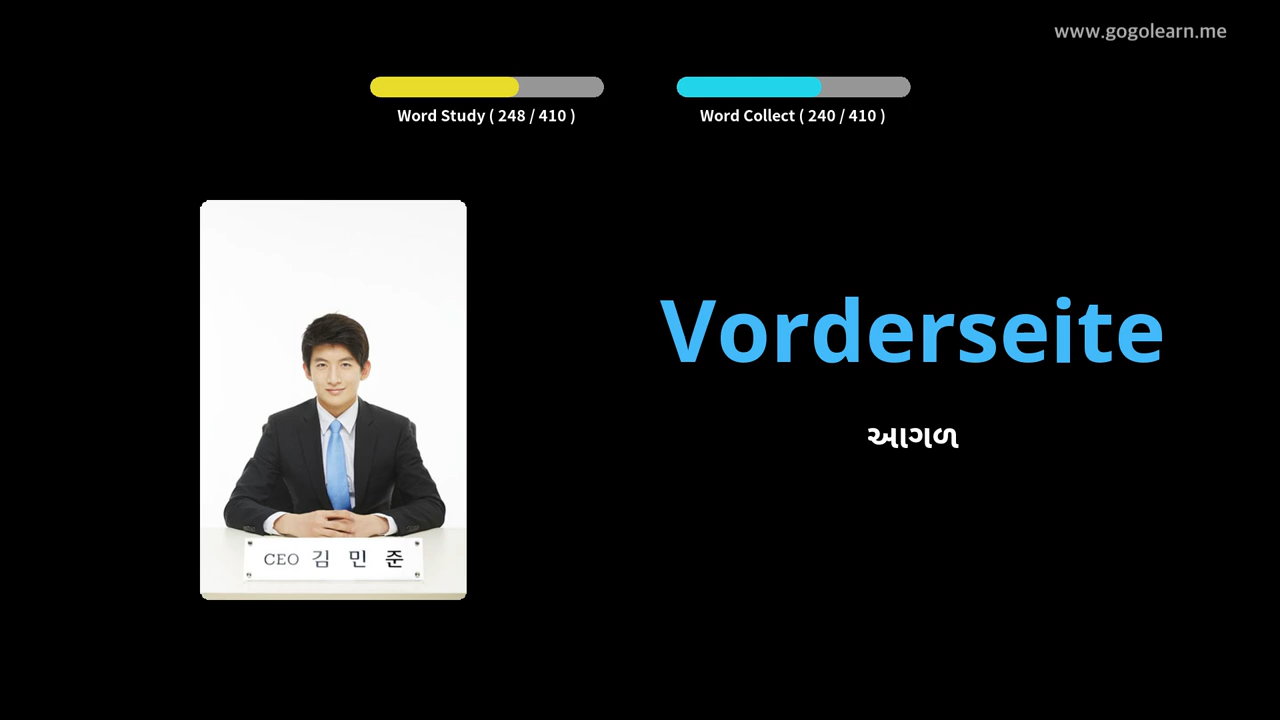 www.gogolearn.me
Word Study ( 248 / 410 )
Word Collect ( 240 / 410 )
Vorderseite
આગળ
CEO 김 민 준